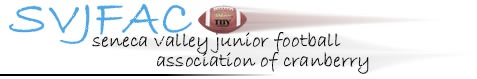 SVJFAC
seneca valley junior football
association of cranberry